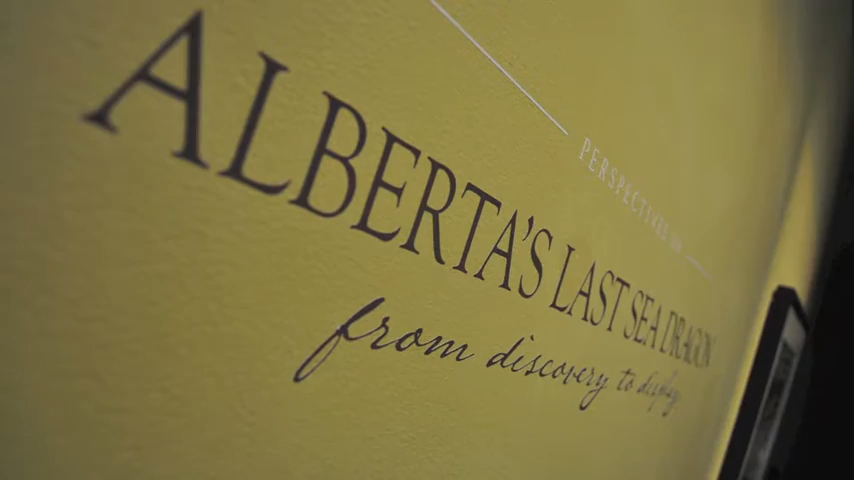 PERSPECTIVES ON
ALBERTA'S LAST SEA DRAGON
from discovery to display